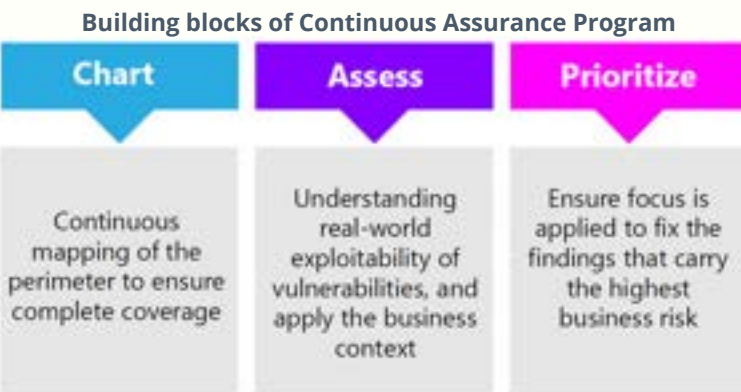 Building blocks of Continuous Assurance Program
Chart
Continuous
mapping of the
perimeter to ensure
complete coverage
Assess
Understanding
real-world
exploitability of
vulnerabilities, and
apply the business
context
Prioritize
Ensure focus is
applied to fix the
findings that carry
the highest
business risk